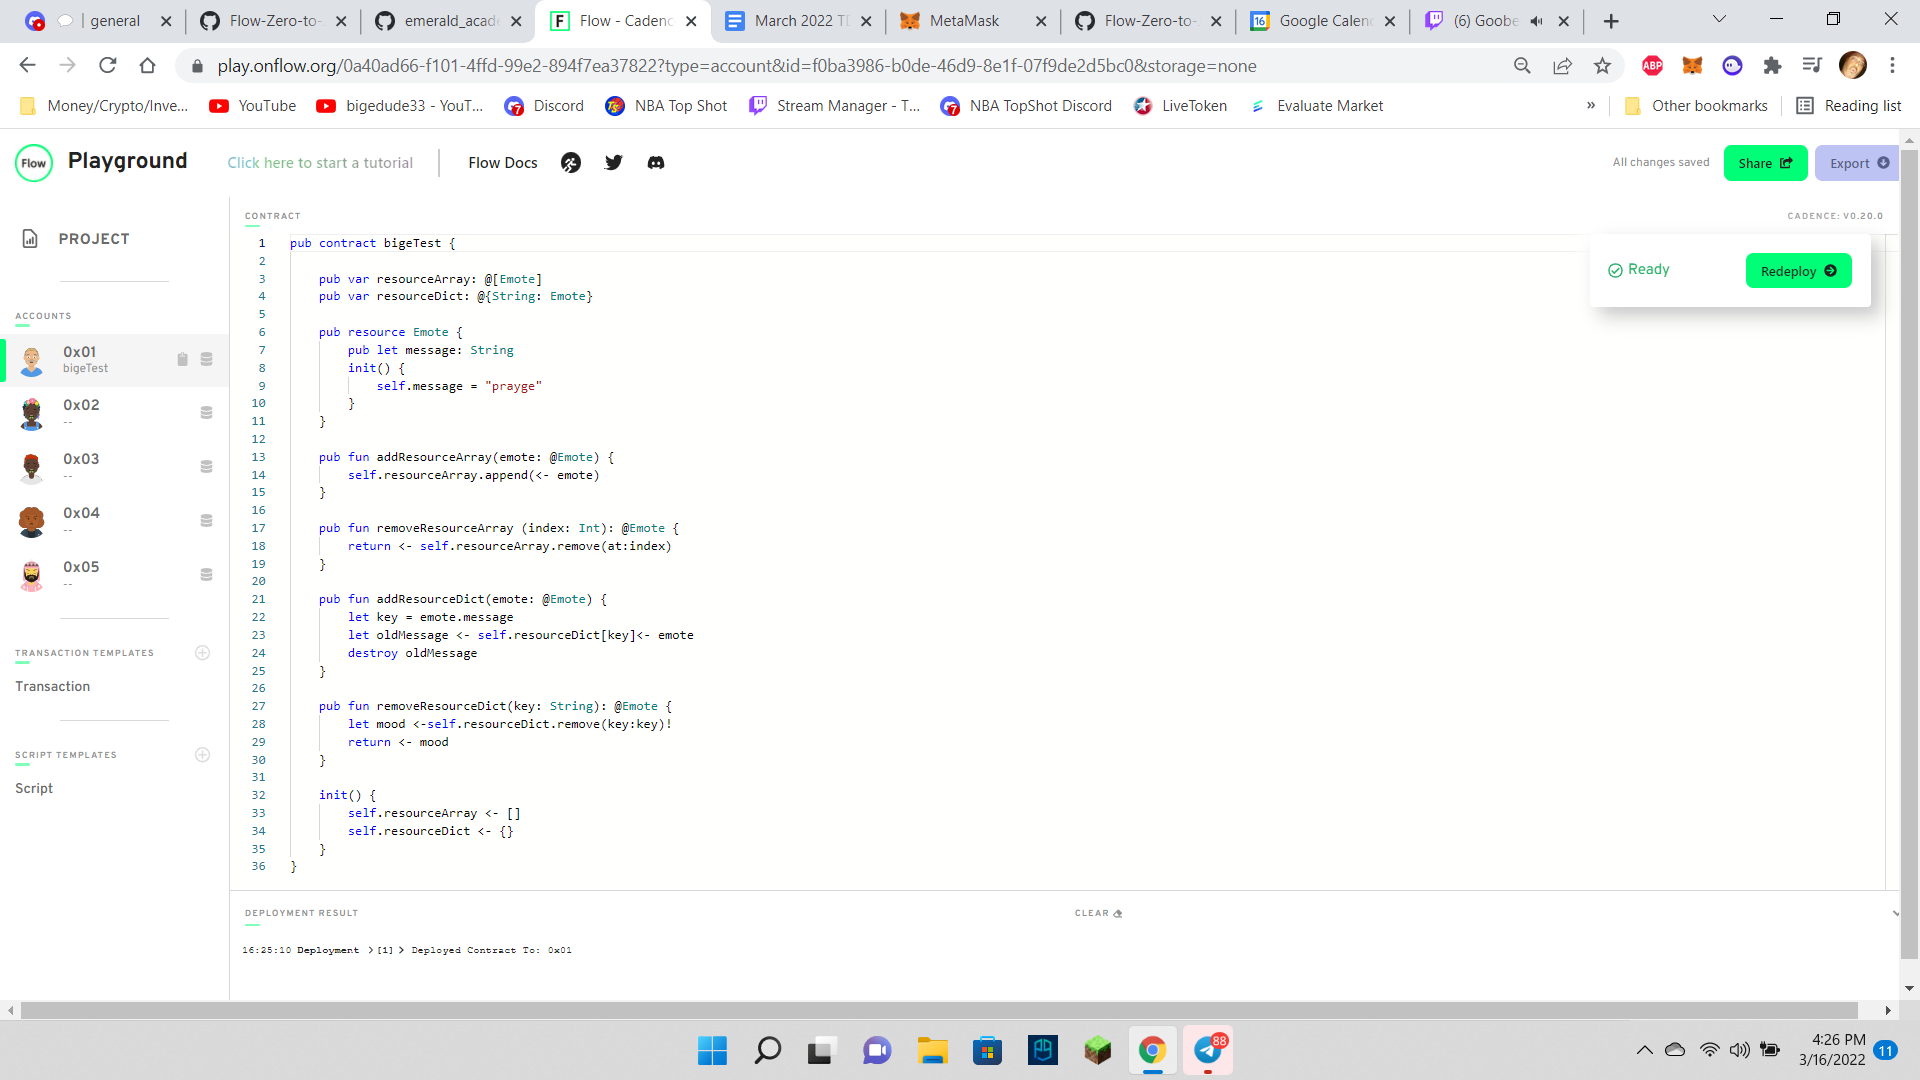 general
Flow-Zero-to-
emerald_acade
Flow - Cadenc
March 2022 TD
MetaMask
Flow-Zero-to-
Google Calen
(6) Goobe
play.onflow.org/0a40ad66-f101-4ffd-99e2-894f7ea37822?type=account&id=f0ba3986-b0de-46d9-8e1f-07f9de2d5bc0&storage=none
ABP
Money/Crypto/Inve...
YouTube
bigedude33 - YouT...
Discord
NBA Top Shot
Stream Manager - T...
NBA TopShot Discord
LiveToken
Evaluate Market
»
Other bookmarks
Reading list
Flow
Playground
Click here to start a tutorial
Flow Docs
All changes saved
Share
Export
CONTRACT
CADENCE: V0.20.0
PROJECT
ACCOUNTS
0x01
bigeTest
0x02
--
0x03
--
0x04
--
0x05
--
TRANSACTION TEMPLATES
Transaction
SCRIPT TEMPLATES
Script
Ready
Redeploy
1 pub contract bigeTest {
2
3 pub var resourceArray: @[Emote]
4 pub var resourceDict: @{String: Emote}
5
6 pub resource Emote {
7 pub let message: String
8 init() {
9 self.message = "prayge"
10 }
11 }
12
13 pub fun addResourceArray(emote: @Emote) {
14 self.resourceArray.append(<- emote)
15 }
16
17 pub fun removeResourceArray (index: Int): @Emote {
18 return <- self.resourceArray.remove(at:index)
19 }
20
21 pub fun addResourceDict(emote: @Emote) {
22 let key = emote.message
23 let oldMessage <- self.resourceDict[key]<- emote
24 destroy oldMessage
25 }
26
27 pub fun removeResourceDict(key: String): @Emote {
28 let mood <-self.resourceDict.remove(key:key)!
29 return <- mood
30 }
31
32 init() {
33 self.resourceArray <- []
34 self.resourceDict <- {}
35 }
36 }
DEPLOYMENT RESULT
CLEAR
16:25:10 Deployment > [1] > Deployed Contract To: 0x01
88
4:26 PM
3/16/2022
11